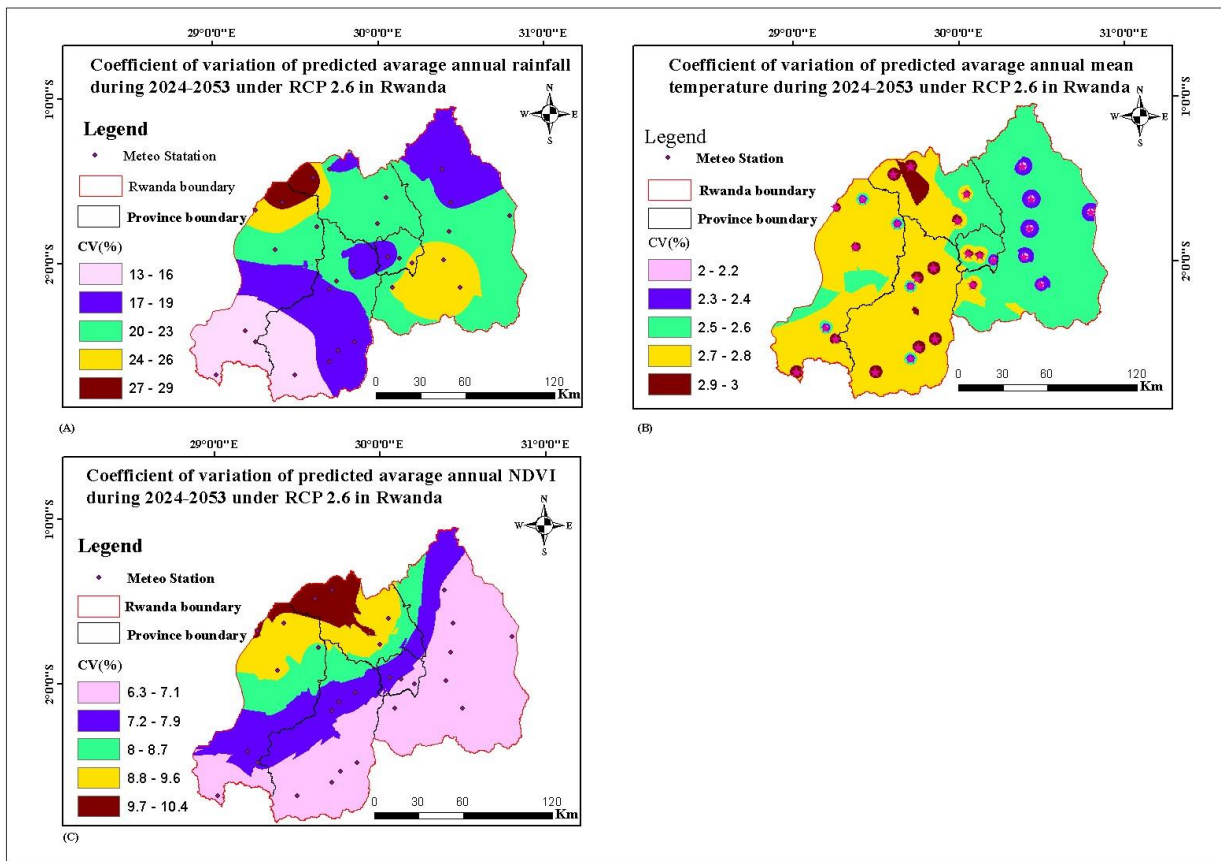 29°0'0"E 30°0'0"E 31°0'0"E
Coefficient of variation of predicted avarage annual rainfall
during 2024-2053 under RCP 2.6 in Rwanda
1°0'0"S
2°0'0"S
N
W E
S
Legend
Meteo Statation
Rwanda boundary
Province boundary
CV(%)
13 - 16
17 - 19
20 - 23
24 - 26
27 - 29
0 30 60 120
Km
(A)
29°0'0"E 30°0'0"E 31°0'0"E
Coefficient of variation of predicted avarage annual mean
temperature during 2024-2053 under RCP 2.6 in Rwanda
1°0'0"S
2°0'0"S
N
W E
S
Legend
Meteo Station
Rwanda boundary
Province boundary
CV(%)
2 - 2.2
2.3 - 2.4
2.5 - 2.6
2.7 - 2.8
2.9 - 3
0 30 60 120
Km
(B)
29°0'0"E 30°0'0"E 31°0'0"E
Coefficient of variation of predicted avarage annual NDVI
during 2024-2053 under RCP 2.6 in Rwanda
1°0'0"S
2°0'0"S
N
W E
S
Legend
Meteo Station
Rwanda boundary
Province boundary
CV(%)
6.3 - 7.1
7.2 - 7.9
8 - 8.7
8.8 - 9.6
9.7 - 10.4
0 30 60 120
Km
(C)